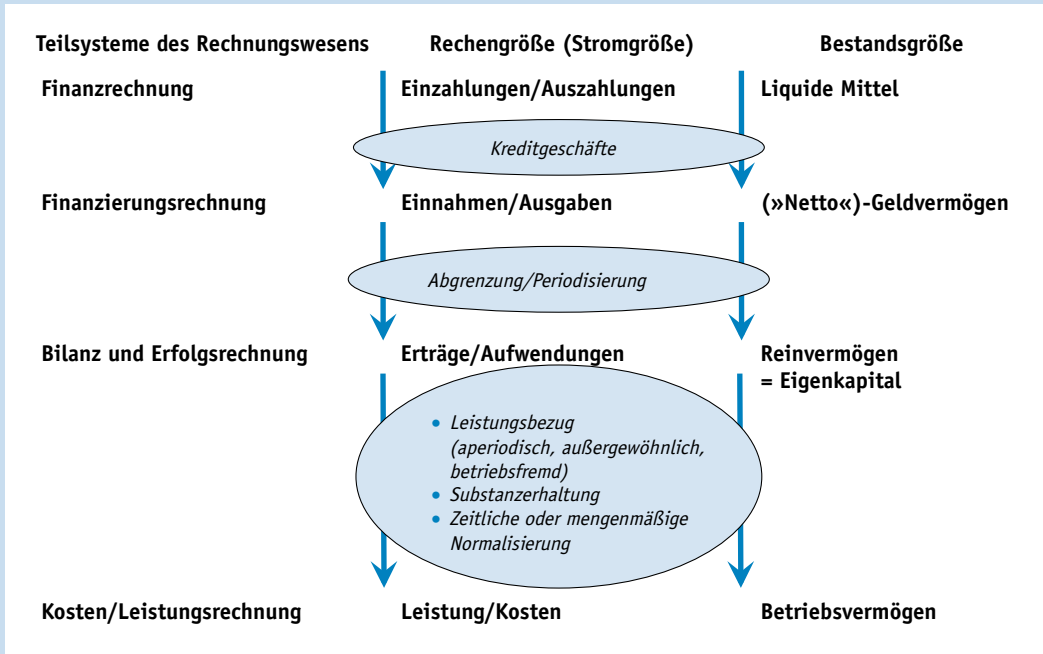 Teilsysteme des Rechnungswesens Rechengröße (Stromgröße) Bestandsgröße
Finanzrechnung Einzahlungen/Auszahlungen Liquide Mittel
Kreditgeschäfte
Finanzierungsrechnung Einnahmen/Ausgaben (»Netto«)-Geldvermögen
Abgrenzung/Periodisierung
Bilanz und Erfolgsrechnung Erträge/Aufwendungen Reinvermögen
= Eigenkapital
• Leistungsbezug
(aperiodisch, außergewöhnlich,
betriebsfremd)
• Substanzerhaltung
• Zeitliche oder mengenmäßige
Normalisierung
Kosten/Leistungsrechnung Leistung/Kosten Betriebsvermögen